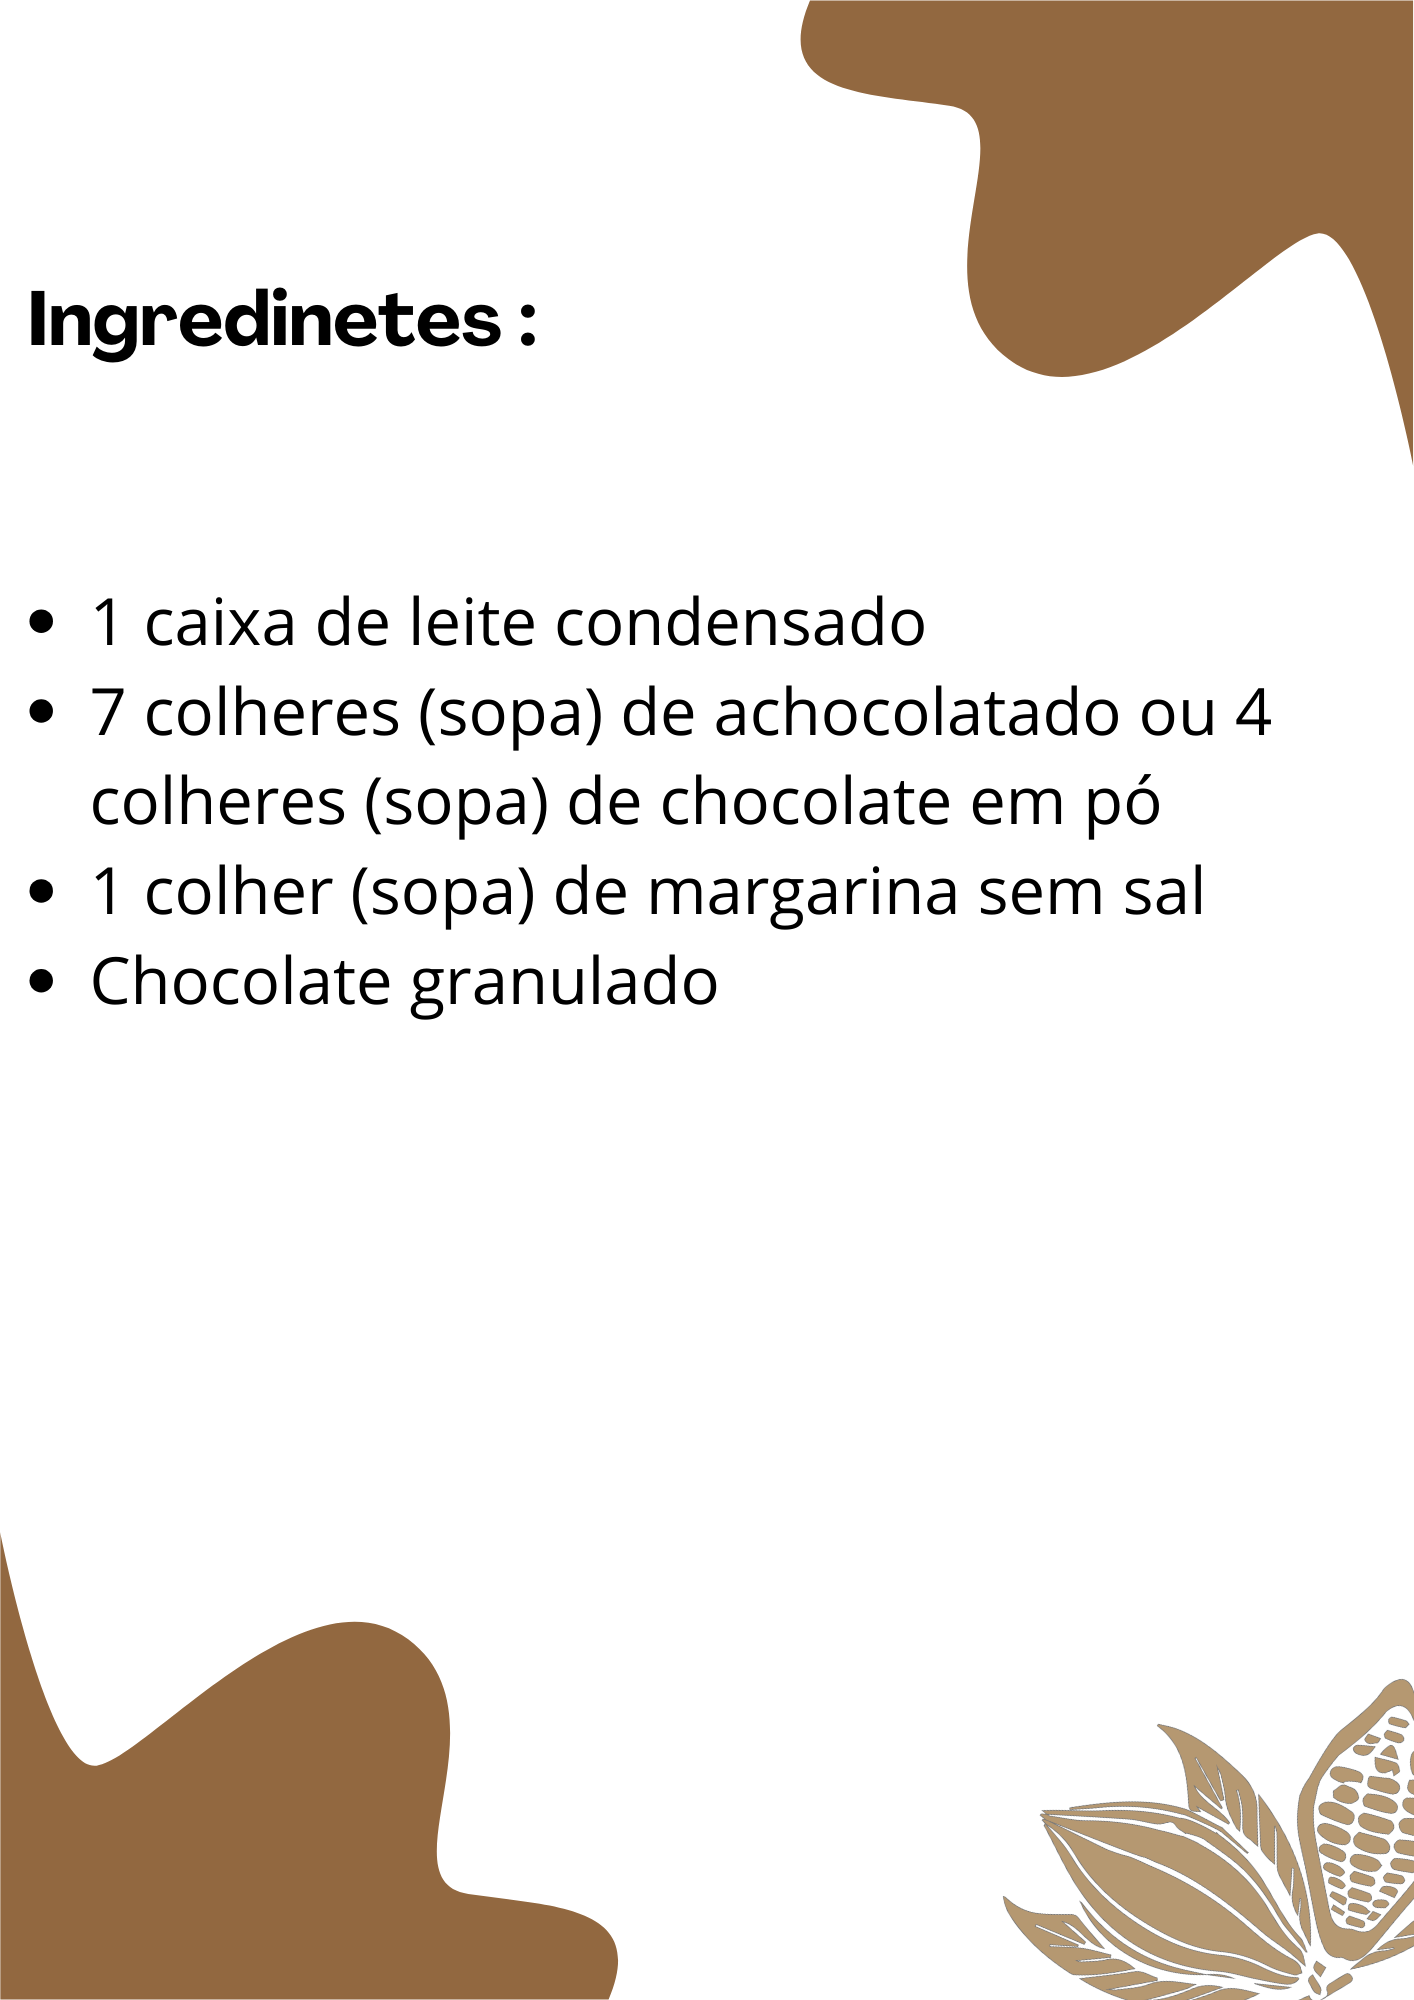 Ingredinetes :
• 1 caixa de leite condensado
• 7 colheres (sopa) de achocolatado ou 4
colheres (sopa) de chocolate em pó
• 1 colher (sopa) de margarina sem sal
• Chocolate granulado